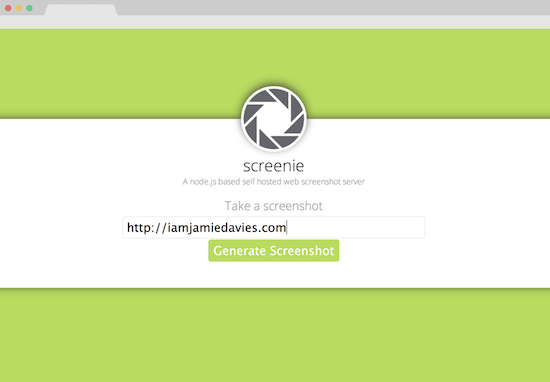 screenie
A node.js based self hosted web screenshot server
Take a screenshot
http://iamjamiedavies.com
Generate Screenshot